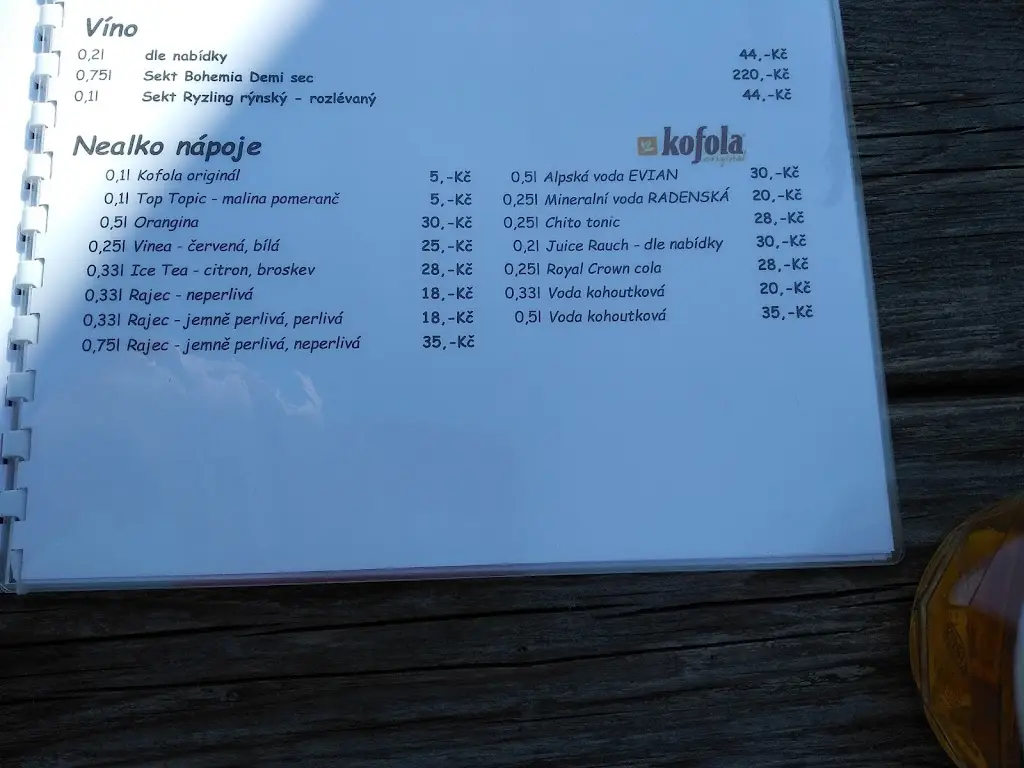 Víno
0,2l dle nabídky 44,-Kč
0,75l Sekt Bohemia Demi sec 220,-Kč
0,1l Sekt Ryzling rýnský - rozlévaný 44,-Kč
Nealko nápoje
kofola
originál
0,1l Kofola originál 5,-Kč
0,1l Top Topic - malina pomeranč 5,-Kč
0,5l Orangina 30,-Kč
0,25l Vinea - červená, bílá 25,-Kč
0,33l Ice Tea - citron, broskev 28,-Kč
0,33l Rajec - neperlivá 18,-Kč
0,33l Rajec - jemně perlivá, perlivá 18,-Kč
0,75l Rajec - jemně perlivá, neperlivá 35,-Kč
0,5l Alpská voda EVIAN 30,-Kč
0,25l Mineralní voda RADENSKÁ 20,-Kč
0,25l Chito tonic 28,-Kč
0,2l Juice Rauch - dle nabídky 30,-Kč
0,25l Royal Crown cola 28,-Kč
0,33l Voda kohoutková 20,-Kč
0,5l Voda kohoutková 35,-Kč